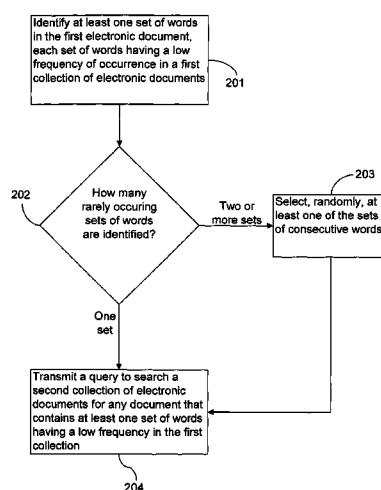 Identify at least one set of words
in the first electronic document,
each set of words having a low
frequency of occurrence in a first
collection of electronic documents
201
202
How many
rarely occuring
sets of words
are identified?
Two or
more sets
203
Select, randomly, at
least one of the sets
of consecutive words
One
set
Transmit a query to search a
second collection of electronic
documents for any document that
contains at least one set of words
having a low frequency in the first
collection
204